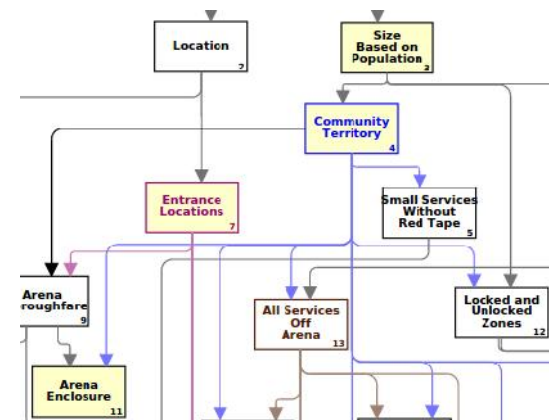 Location
2
Size
Based on
Population
3
Community
Territory
4
Entrance
Locations
7
Small Services
Without
Red Tape
5
Arena
9
All Services
Off
Arena
13
Locked and
Unlocked
Zones
12
Arena
Enclosure
11